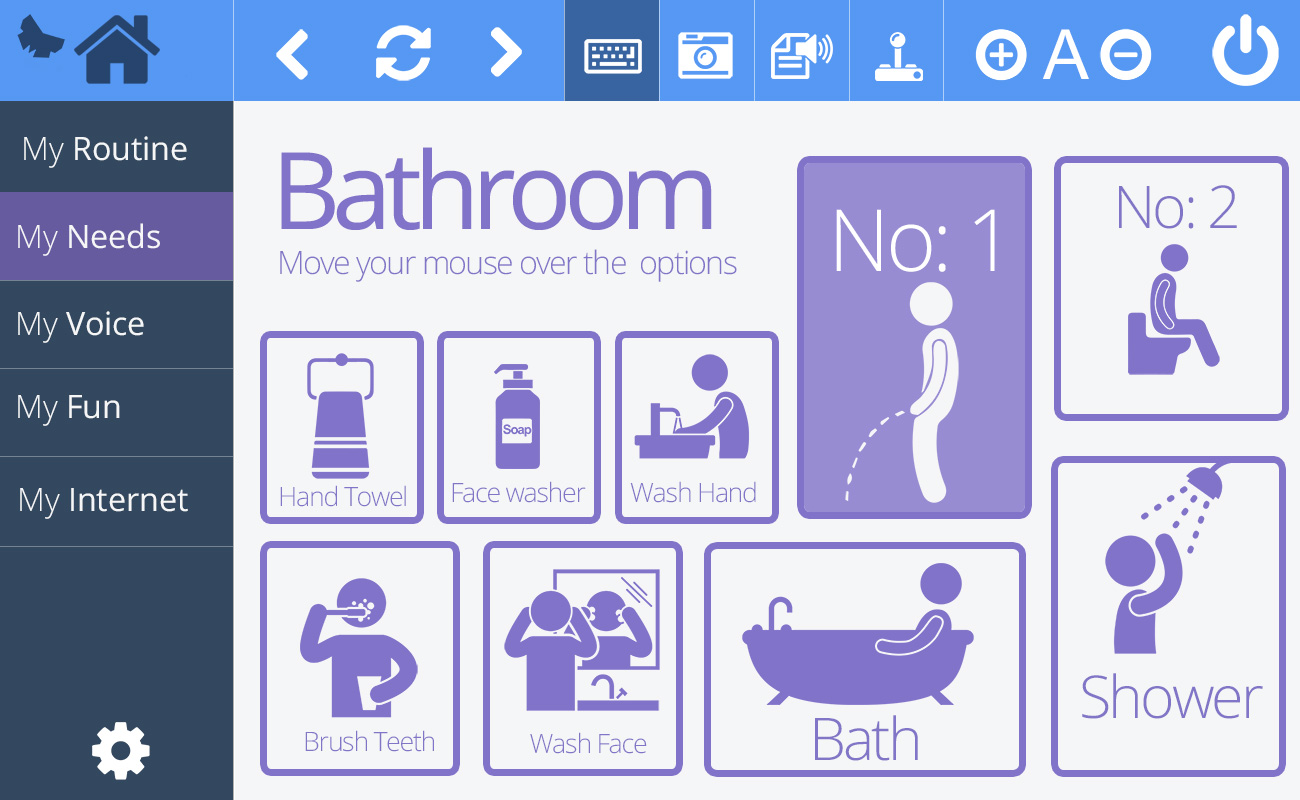 A
My Routine
My Needs
My Voice
My Fun
My Internet
Bathroom
Move your mouse over the options
No: 1
No: 2
Soap
Hand Towel
Face washer
Wash Hand
Brush Teeth
Wash Face
Bath
Shower